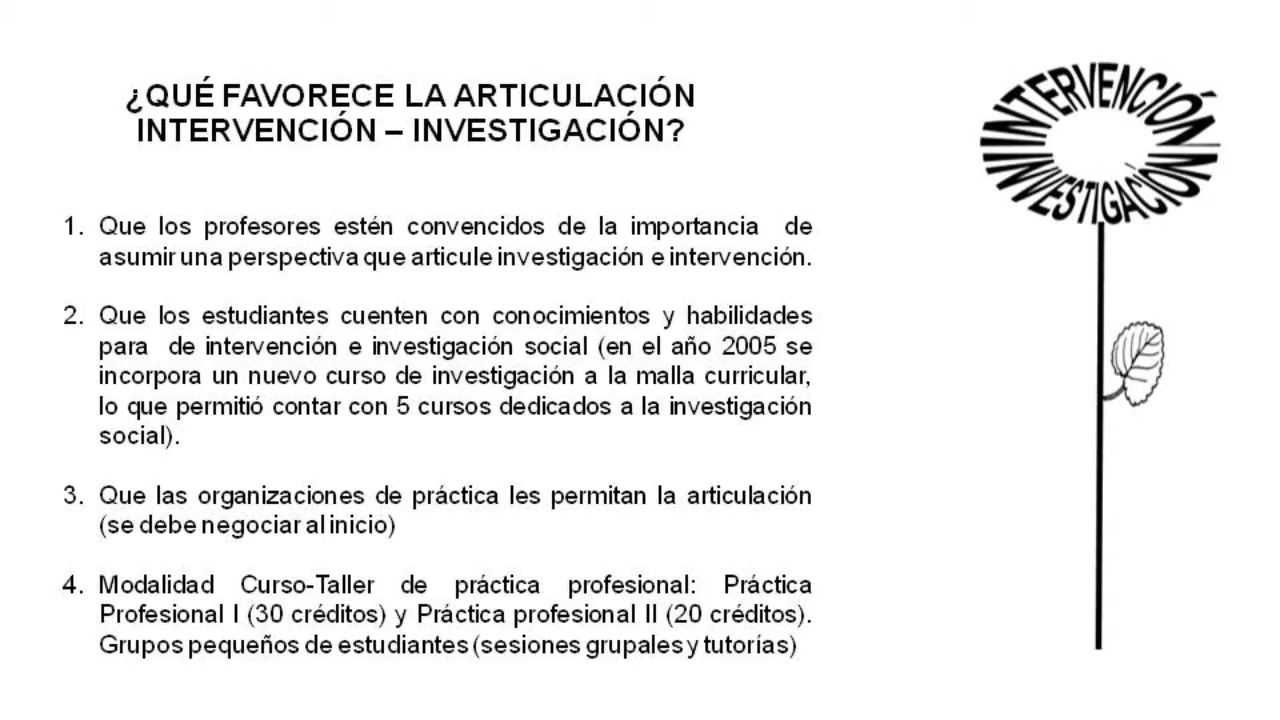 ¿QUÉ FAVORECE LA ARTICULACIÓN
INTERVENCIÓN – INVESTIGACIÓN?
1. Que los profesores estén convencidos de la importancia de
asumir una perspectiva que articule investigación e intervención.
2. Que los estudiantes cuenten con conocimientos y habilidades
para de intervención e investigación social (en el año 2005 se
incorpora un nuevo curso de investigación a la malla curricular,
lo que permitió contar con 5 cursos dedicados a la investigación
social).
3. Que las organizaciones de práctica les permitan la articulación
(se debe negociar al inicio)
4. Modalidad Curso-Taller de práctica profesional: Práctica
Profesional I (30 créditos) y Práctica profesional II (20 créditos).
Grupos pequeños de estudiantes (sesiones grupales y tutorías)
INTERVENCIÓN
INVESTIGACIÓN